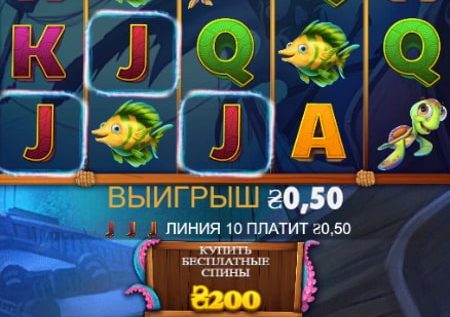 K J Q Q
J J A
ВЫИГРЫШ ₴0,50
J J J ЛИНИЯ 10 ПЛАТИТ ₴0,50
КУПИТЬ
БЕСПЛАТНЫЕ
СПИНЫ
₴200